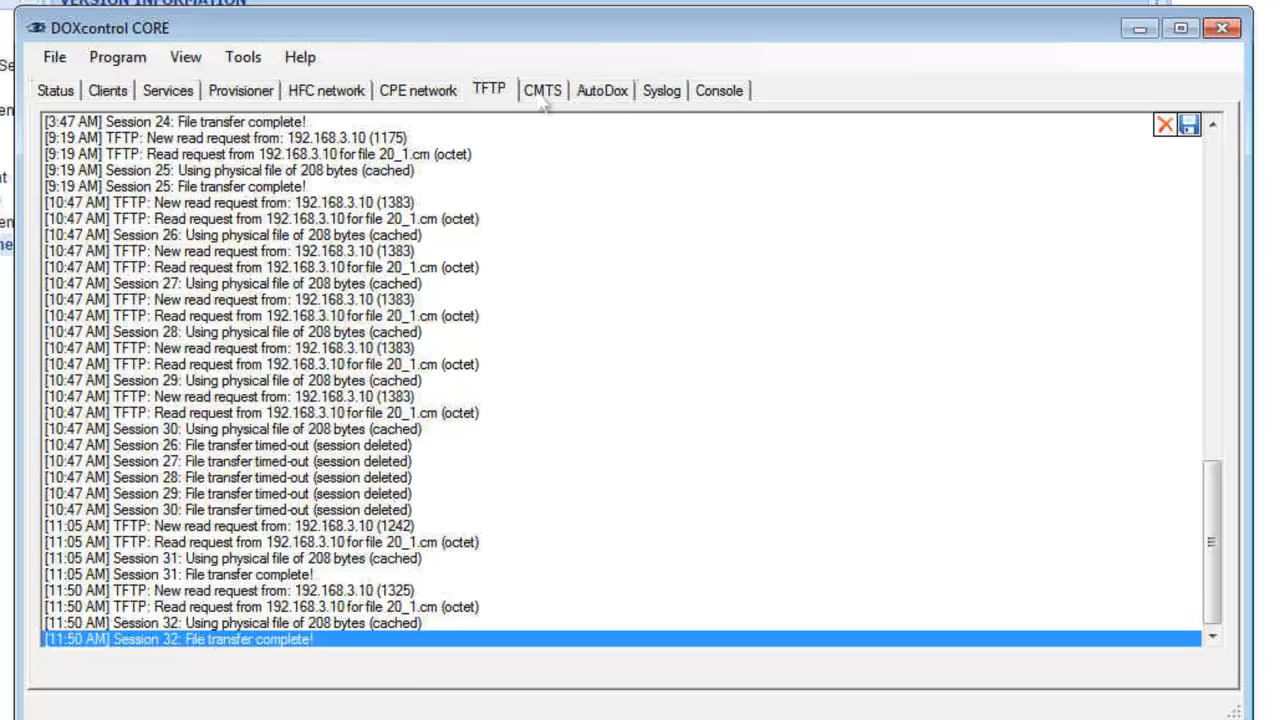 VERSION INFORMATION
DOXcontrol CORE
File Program View Tools Help
Status Clients Services Provisioner HFC network CPE network TFTP CMTS AutoDox Syslog Console
[3:47 AM] Session 24: File transfer complete!
[9:19 AM] TFTP: New read request from: 192.168.3.10 (1175)
[9:19 AM] TFTP: Read request from 192.168.3.10 for file 20_1.cm (octet)
[9:19 AM] Session 25: Using physical file of 208 bytes (cached)
[9:19 AM] Session 25: File transfer complete!
[10:47 AM] TFTP: New read request from: 192.168.3.10 (1383)
[10:47 AM] TFTP: Read request from 192.168.3.10 for file 20_1.cm (octet)
[10:47 AM] Session 26: Using physical file of 208 bytes (cached)
[10:47 AM] TFTP: New read request from: 192.168.3.10 (1383)
[10:47 AM] TFTP: Read request from 192.168.3.10 for file 20_1.cm (octet)
[10:47 AM] Session 27: Using physical file of 208 bytes (cached)
[10:47 AM] TFTP: New read request from: 192.168.3.10 (1383)
[10:47 AM] TFTP: Read request from 192.168.3.10 for file 20_1.cm (octet)
[10:47 AM] Session 28: Using physical file of 208 bytes (cached)
[10:47 AM] TFTP: New read request from: 192.168.3.10 (1383)
[10:47 AM] TFTP: Read request from 192.168.3.10 for file 20_1.cm (octet)
[10:47 AM] Session 29: Using physical file of 208 bytes (cached)
[10:47 AM] TFTP: New read request from: 192.168.3.10 (1383)
[10:47 AM] TFTP: Read request from 192.168.3.10 for file 20_1.cm (octet)
[10:47 AM] Session 30: Using physical file of 208 bytes (cached)
[10:47 AM] Session 26: File transfer timed-out (session deleted)
[10:47 AM] Session 27: File transfer timed-out (session deleted)
[10:47 AM] Session 28: File transfer timed-out (session deleted)
[10:47 AM] Session 29: File transfer timed-out (session deleted)
[10:47 AM] Session 30: File transfer timed-out (session deleted)
[11:05 AM] TFTP: New read request from: 192.168.3.10 (1242)
[11:05 AM] TFTP: Read request from 192.168.3.10 for file 20_1.cm (octet)
[11:05 AM] Session 31: Using physical file of 208 bytes (cached)
[11:05 AM] Session 31: File transfer complete!
[11:50 AM] TFTP: New read request from: 192.168.3.10 (1325)
[11:50 AM] TFTP: Read request from 192.168.3.10 for file 20_1.cm (octet)
[11:50 AM] Session 32: Using physical file of 208 bytes (cached)
[11:50 AM] Session 32: File transfer complete!